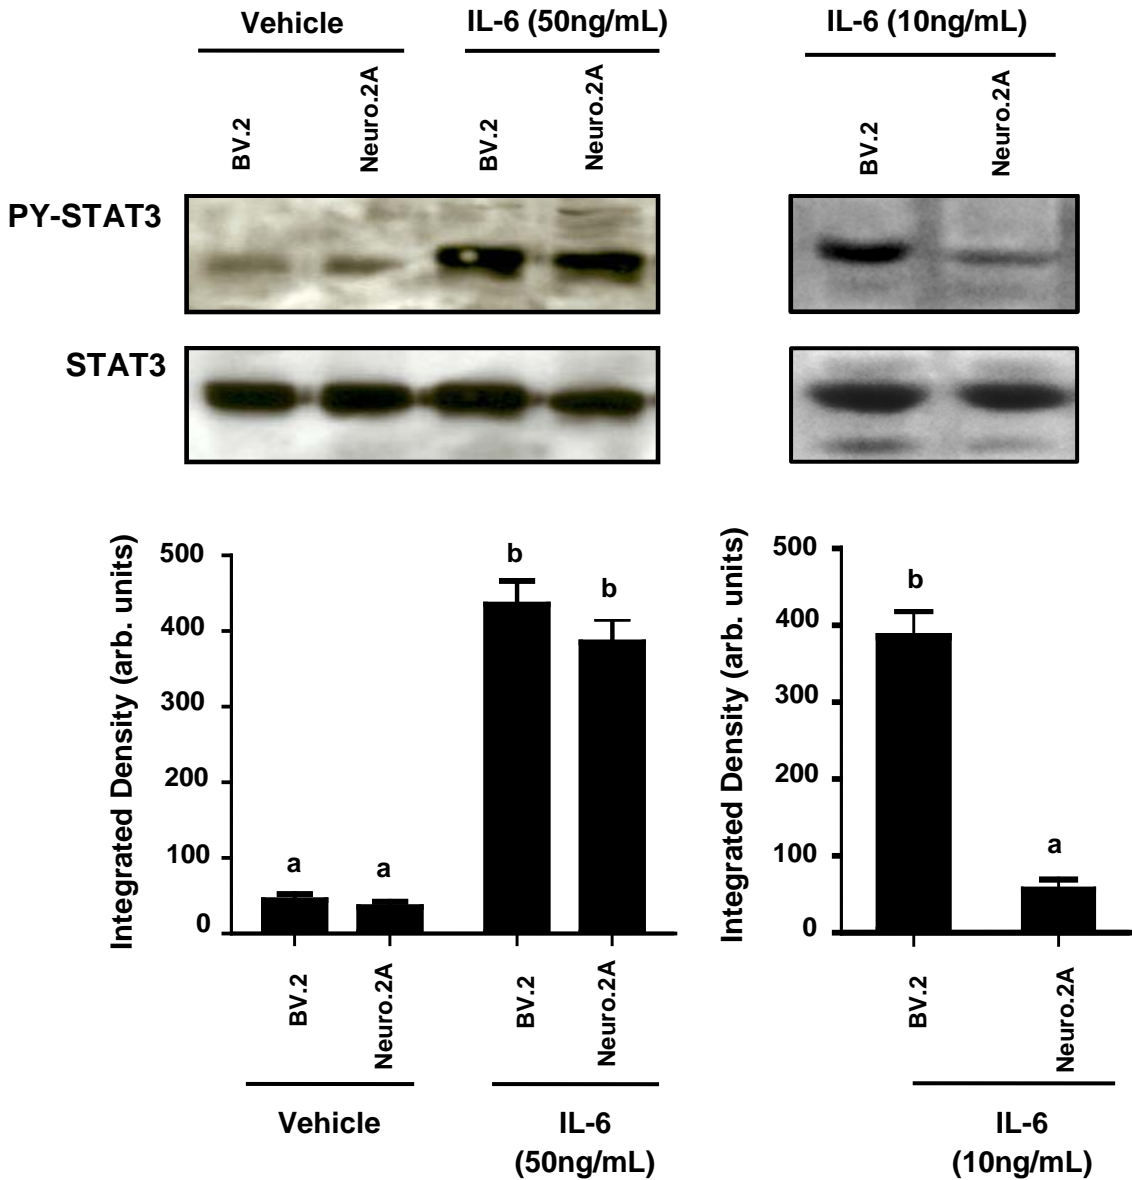 Vehicle
IL-6 (50ng/mL)
IL-6 (10ng/mL)
BV.2
Neuro.2A
BV.2
Neuro.2A
BV.2
Neuro.2A
PY-STAT3
STAT3
Integrated Density (arb. units)
500
400
300
200
100
0
a
a
b
b
BV.2
Neuro.2A
BV.2
Neuro.2A
Vehicle
IL-6
(50ng/mL)
Integrated Density (arb. units)
500
400
300
200
100
0
b
a
BV.2
Neuro.2A
IL-6
(10ng/mL)